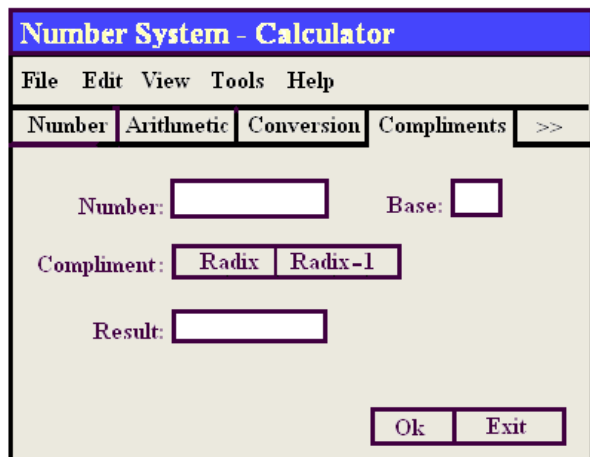 Number System - Calculator
File Edit View Tools Help
Number Arithmetic Conversion Compliments >>
Number: Base:
Compliment: Radix Radix-1
Result:
Ok Exit